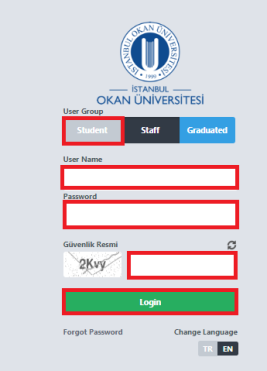 İSTANBUL OKAN ÜNİVERSİTESİ
1999
İSTANBUL
OKAN ÜNİVERSİTESİ
User Group
Student Staff Graduated
User Name
Password
Güvenlik Resmi
2Kvy
Login
Forgot Password Change Language
TR EN